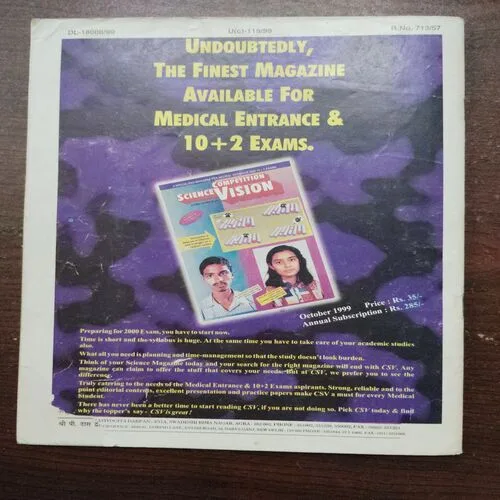 DL-18008/99 U(c)-119/99 R.No. 713/57
UNDOUBTEDLY,
THE FINEST MAGAZINE
AVAILABLE FOR
MEDICAL ENTRANCE &
10+2 EXAMS.
COMPETITION
SCIENCE VISION
October 1999 Price : Rs. 35/-
Annual Subscription : Rs. 285/-
Preparing for 2000 Exam, you have to start now.
Time is short and the syllabus is huge. At the same time you have to take care of your academic studies
also.
What all you need is planning and time-management so that the study doesn't look burden.
Think of your Science Magazine today and your search for the right magazine will end with CSV. Any
magazine can claim to offer the stuff that covers your needs. But at CSV, we prefer you to see the
difference.
Truly catering to the needs of the Medical Entrance & 10+2 Exams aspirants. Strong, reliable and to the
point editorial contents, excellent presentation and practice papers make CSV a must for every Medical
Student.
There has never been a better time to start reading CSV, if you are not doing so. Pick CSV today & find
why the topper's say - CSV is great!